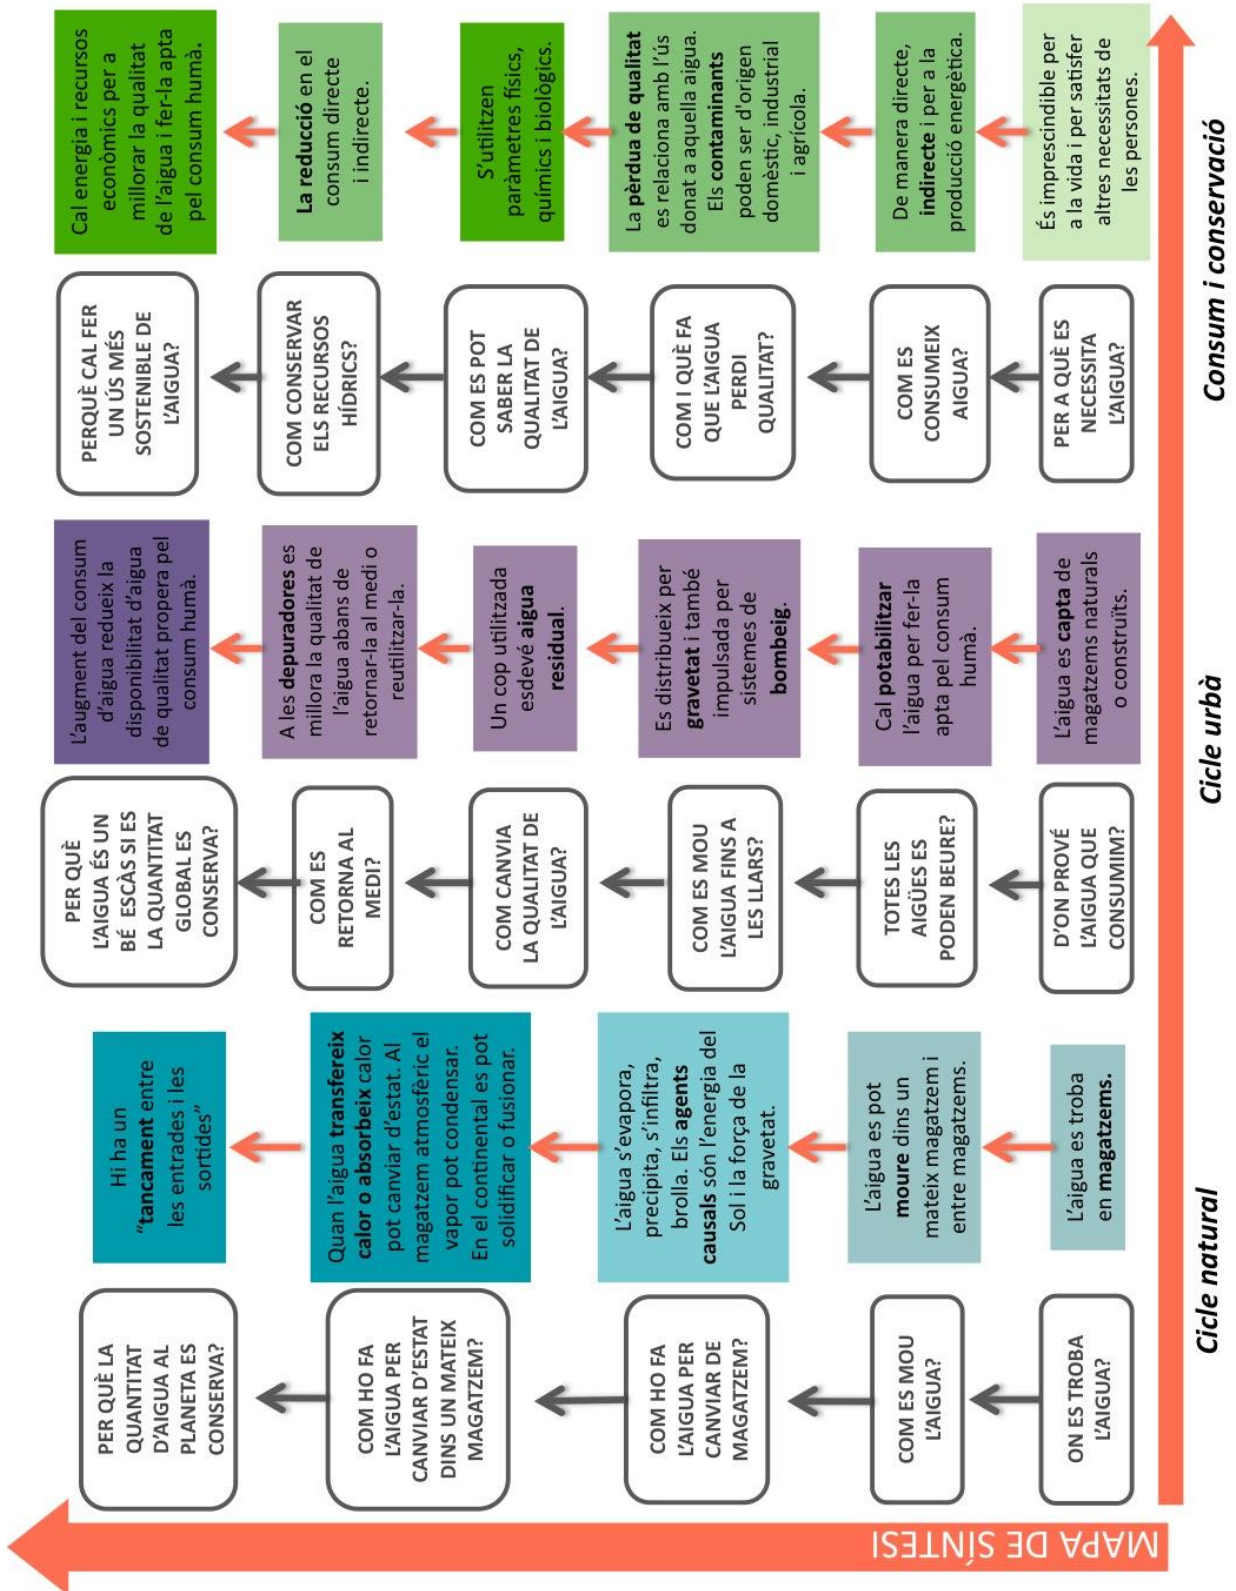 MAPA DE SÍNTESI
PER QUÈ LA
QUANTITAT
D'AIGUA AL
PLANETA ES
CONSERVA?
Hi ha un
“tancament entre
les entrades i les
sortides”
COM HO FA
L'AIGUA PER
CANVIAR D'ESTAT
DINS UN MATEIX
MAGATZEM?
Quan l'aigua transfereix
calor o absorbeix calor
pot canviar d'estat. Al
magatzem atmosfèric el
vapor pot condensar.
En el continental es pot
solidificar o fusionar.
COM HO FA
L'AIGUA PER
CANVIAR DE
MAGATZEM?
L'aigua s'evapora,
precipita, s'infiltra,
brolla. Els agents
causals són l'energia del
Sol i la força de la
gravetat.
COM ES MOU
L'AIGUA?
L'aigua es pot
moure dins un
mateix magatzem i
entre magatzems.
ON ES TROBA
L'AIGUA?
L'aigua es troba
en magatzems.
Cicle natural
PER QUÈ
L'AIGUA ÉS UN
BÉ ESCÀS SI ES
LA QUANTITAT
GLOBAL ES
CONSERVA?
L'augment del consum
d'aigua redueix la
disponibilitat d'aigua
de qualitat propera pel
consum humà.
COM ES
RETORNA AL
MEDI?
A les depuradores es
millora la qualitat de
l'aigua abans de
retornar-la al medi o
reutilitzar-la.
COM CANVIA
LA QUALITAT DE
L'AIGUA?
Un cop utilitzada
esdevé aigua
residual.
COM ES MOU
L'AIGUA FINS A
LES LLARS?
Es distribueix per
gravetat i també
impulsada per
sistemes de
bombeig.
TOTES LES
AIGÜES ES
PODEN BEURE?
Cal potabilitzar
l'aigua per fer-la
apta pel consum
humà.
D'ON PROVÉ
L'AIGUA QUE
CONSUMIM?
L'aigua es capta de
magatzems naturals
o construïts.
Cicle urbà
PERQUÈ CAL FER
UN ÚS MÉS
SOSTENIBLE DE
L'AIGUA?
Cal energia i recursos
econòmics per a
millorar la qualitat
de l'aigua i fer-la apta
pel consum humà.
COM CONSERVAR
ELS RECURSOS
HÍDRICS?
La reducció en el
consum directe
i indirecte.
COM ES POT
SABER LA
QUALITAT DE
L'AIGUA?
S'utilitzen
paràmetres físics,
químics i biològics.
COM I QUÈ FA
QUE L'AIGUA
PERDI
QUALITAT?
La pèrdua de qualitat
es relaciona amb l'ús
donat a aquella aigua.
Els contaminants
poden ser d'origen
domèstic, industrial
i agrícola.
COM ES
CONSUMEIX
AIGUA?
De manera directe,
indirecte i per a la
producció energètica.
PER A QUÈ ES
NECESSITA
L'AIGUA?
És imprescindible per
a la vida i per satisfer
altres necessitats de
les persones.
Consum i conservació